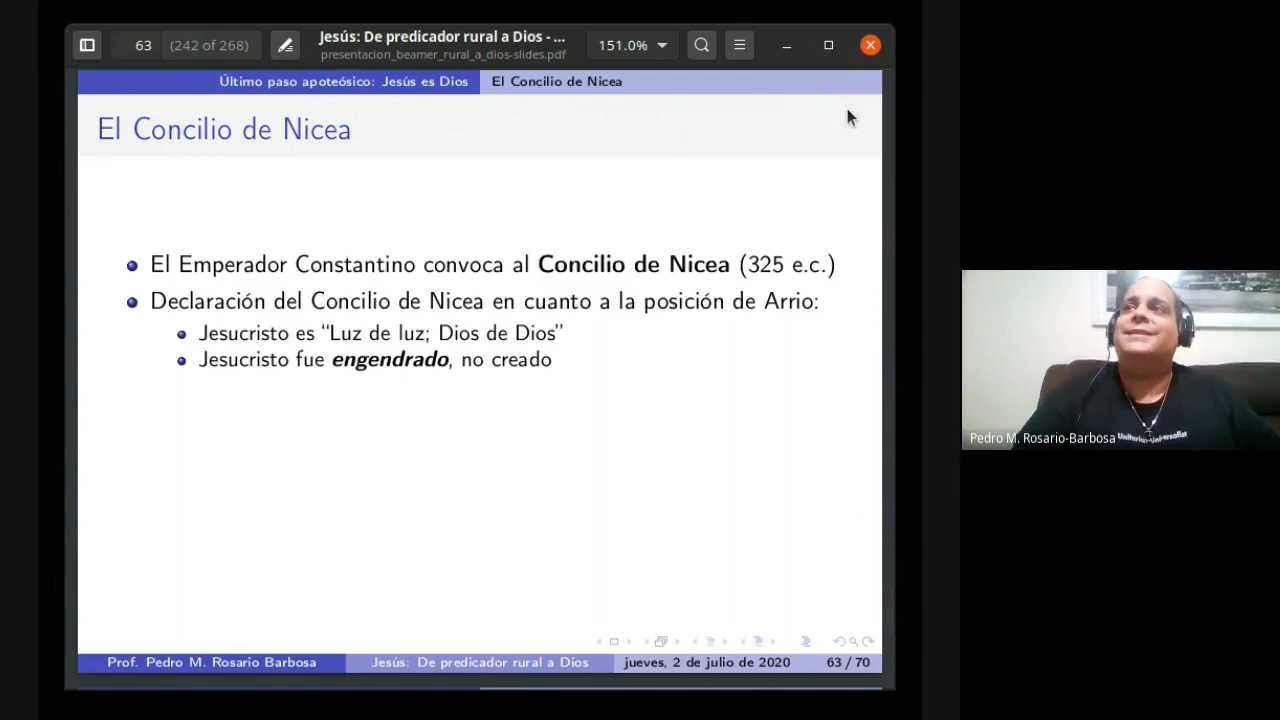 63 (242 of 268)
Jesús: De predicador rural a Dios - ...
presentacion_beamer_rural_a_dios-slides.pdf
151.0%
Último paso apoteósico: Jesús es Dios El Concilio de Nicea
El Concilio de Nicea
El Emperador Constantino convoca al Concilio de Nicea (325 e.c.)
Declaración del Concilio de Nicea en cuanto a la posición de Arrio:
Jesucristo es “Luz de luz; Dios de Dios”
Jesucristo fue engendrado, no creado
Prof. Pedro M. Rosario Barbosa Jesús: De predicador rural a Dios jueves, 2 de julio de 2020 63 / 70
Pedro M. Rosario-Barbosa
Unitarian Universalist